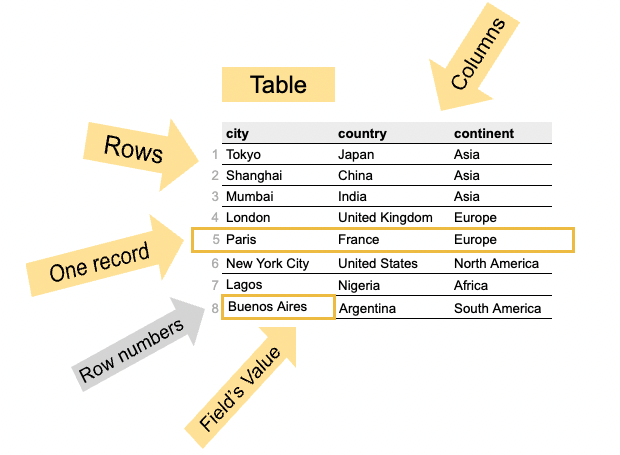 Columns
Table
city country continent
Rows
1 Tokyo Japan Asia
2 Shanghai China Asia
3 Mumbai India Asia
4 London United Kingdom Europe
5 Paris France Europe
One record
6 New York City United States North America
7 Lagos Nigeria Africa
8 Buenos Aires Argentina South America
Row numbers
Field's Value